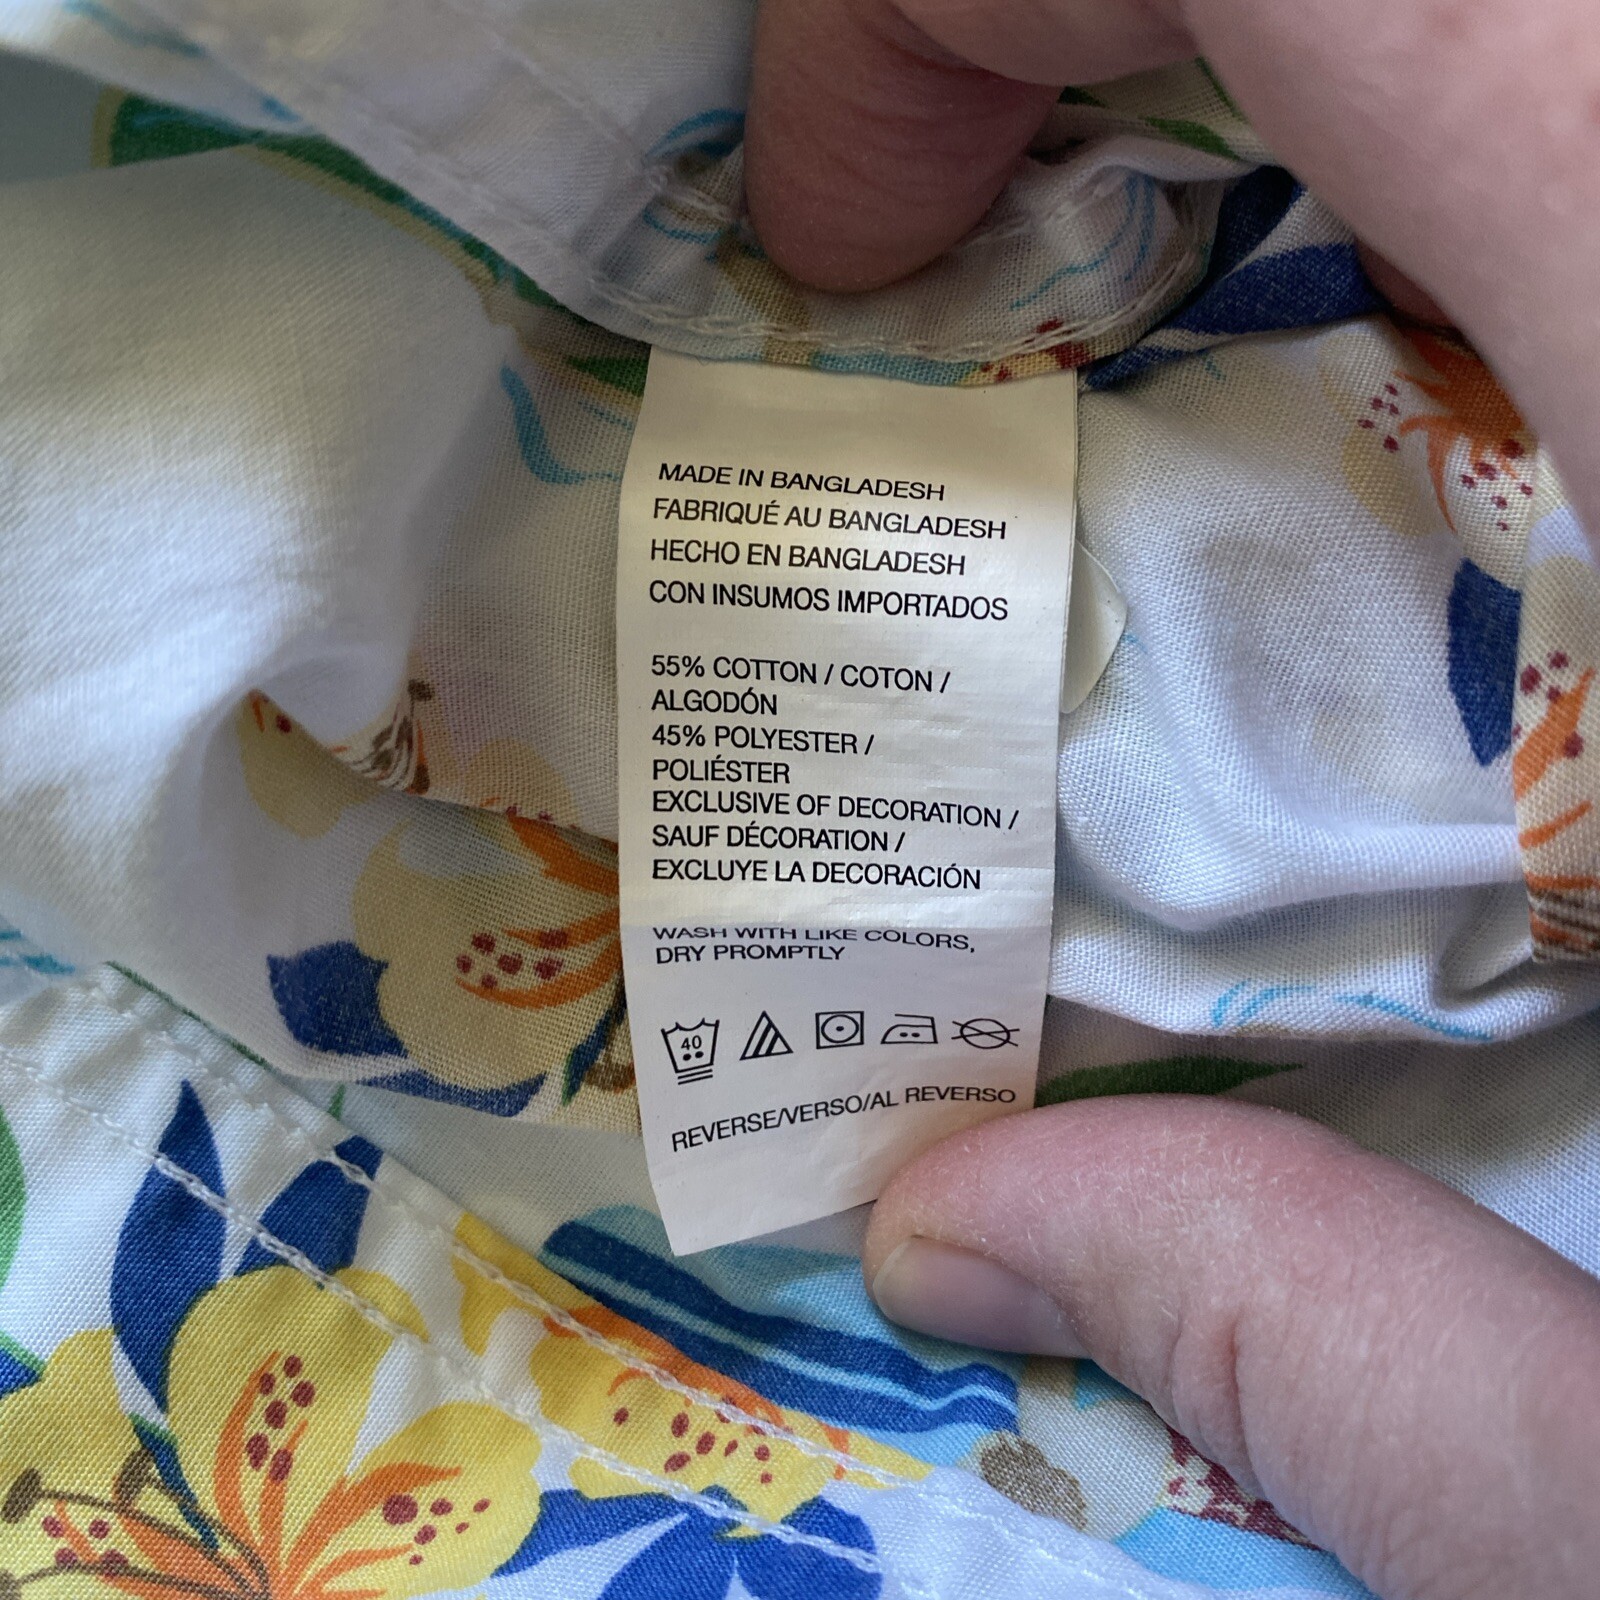 MADE IN BANGLADESH
FABRIQUÉ AU BANGLADESH
HECHO EN BANGLADESH
CON INSUMOS IMPORTADOS
55% COTTON / COTON /
ALGODÓN
45% POLYESTER /
POLIÉSTER
EXCLUSIVE OF DECORATION /
SAUF DÉCORATION /
EXCLUYE LA DECORACIÓN
WASH WITH LIKE COLORS,
DRY PROMPTLY
40
REVERSE/VERSO/AL REVERSO